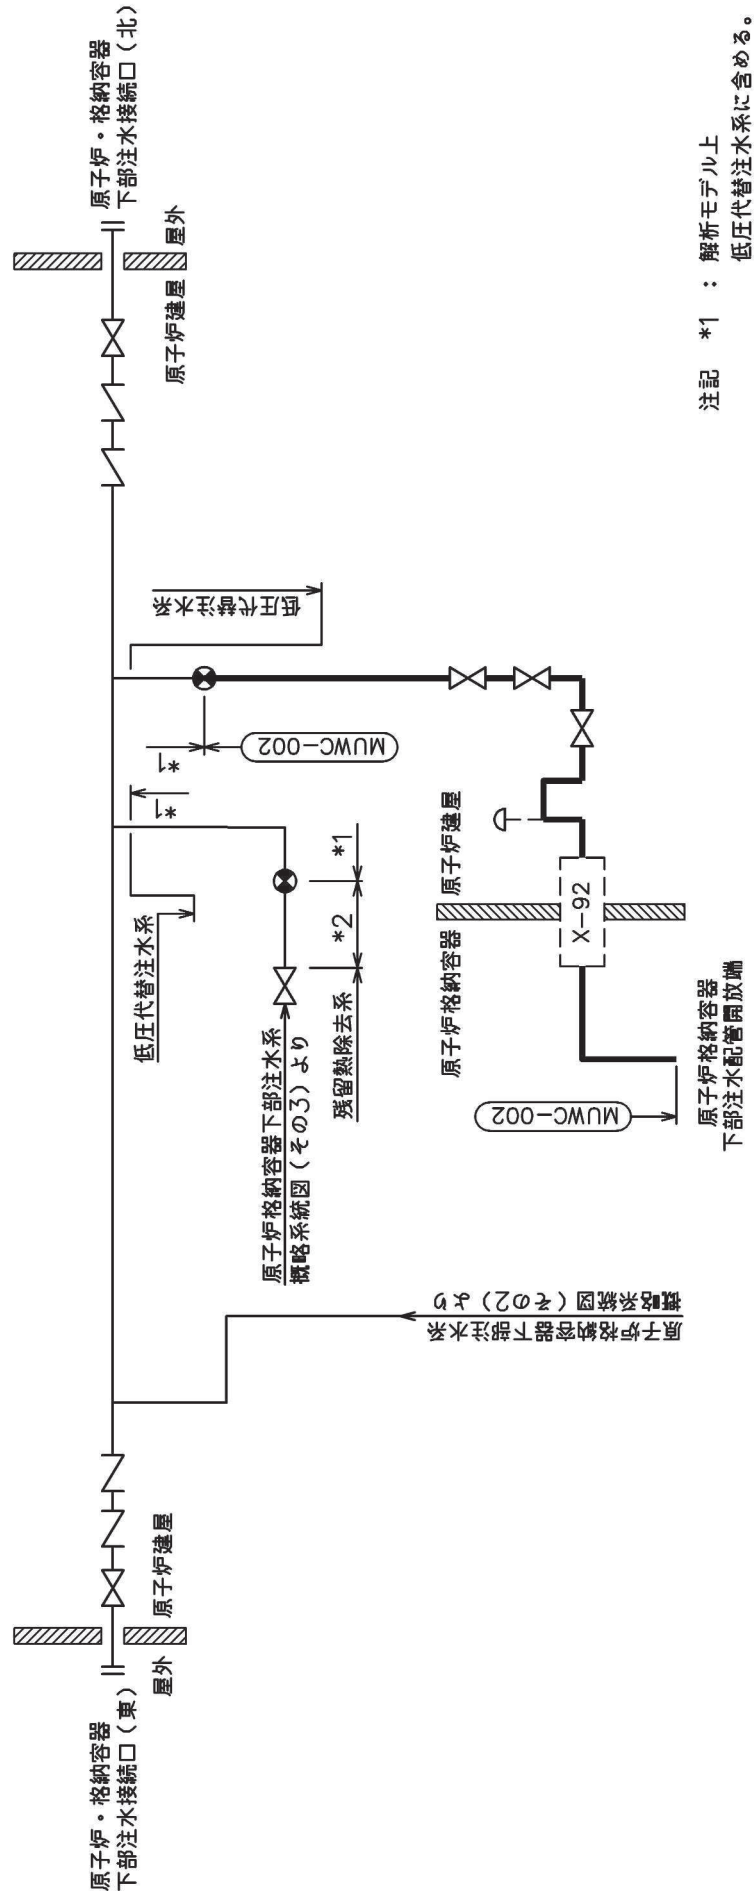 原子炉・格納容器
下部注水接続口（北）
屋外
原子炉建屋
低圧代替注水系
*1
MUWC-002
*1
低圧代替注水系
*1
*2
残留熱除去系
原子炉格納容器下部注水系
概略系統図（その3）より
原子炉建屋
原子炉格納容器
X-92
MUWC-002
原子炉格納容器
下部注水配管開放端
原子炉格納容器下部注水系
概略系統図（その2）より
原子炉建屋
屋外
原子炉・格納容器
下部注水接続口（東）
注記 *1 : 解析モデル上
低圧代替注水系に含める。